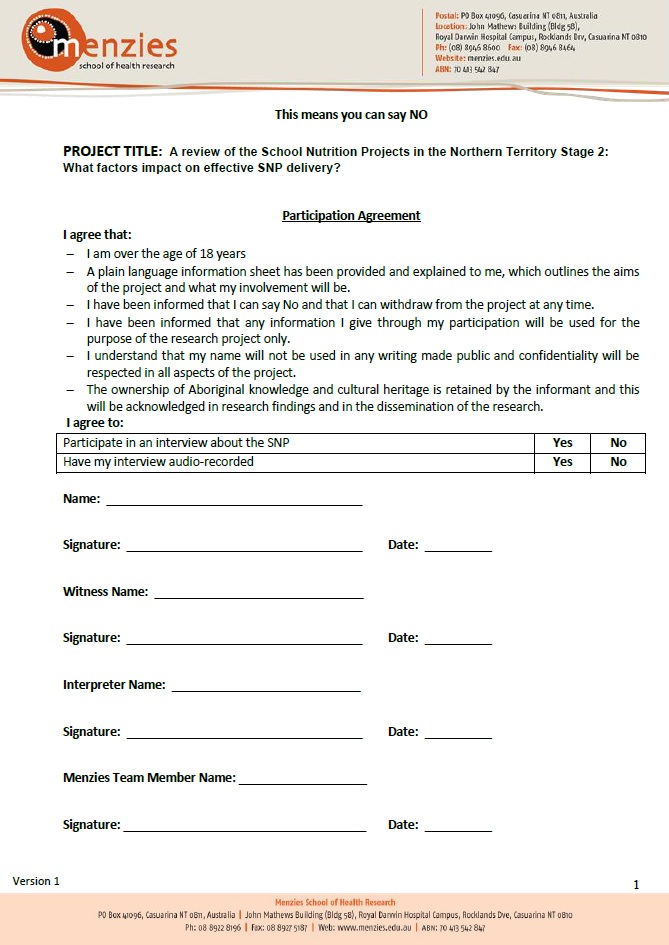 menzies
school of health research
Postal: PO Box 41096, Casuarina NT 0811, Australia
Location: John Mathews Building (Bldg 58),
Royal Darwin Hospital Campus, Rocklands Drv, Casuarina NT 0810
Ph: (08) 8946 8600 Fax: (08) 8946 8464
Website: menzies.edu.au
ABN: 70 413 542 847
This means you can say NO
PROJECT TITLE: A review of the School Nutrition Projects in the Northern Territory Stage 2:
What factors impact on effective SNP delivery?
Participation Agreement
I agree that:
– I am over the age of 18 years
– A plain language information sheet has been provided and explained to me, which outlines the aims
of the project and what my involvement will be.
– I have been informed that I can say No and that I can withdraw from the project at any time.
– I have been informed that any information I give through my participation will be used for the
purpose of the research project only.
– I understand that my name will not be used in any writing made public and confidentiality will be
respected in all aspects of the project.
– The ownership of Aboriginal knowledge and cultural heritage is retained by the informant and this
will be acknowledged in research findings and in the dissemination of the research.
I agree to:
Participate in an interview about the SNP Yes No
Have my interview audio-recorded Yes No
Name:
Signature: Date:
Witness Name:
Signature: Date:
Interpreter Name:
Signature: Date:
Menzies Team Member Name:
Signature: Date:
Version 1
1
Menzies School of Health Research
PO Box 41096, Casuarina NT 0811, Australia | John Mathews Building (Bldg 58), Royal Darwin Hospital Campus, Rocklands Drv, Casuarina NT 0810
Ph: 08 8922 8196 | Fax: 08 8927 5187 | Web: www.menzies.edu.au | ABN: 70 413 542 847